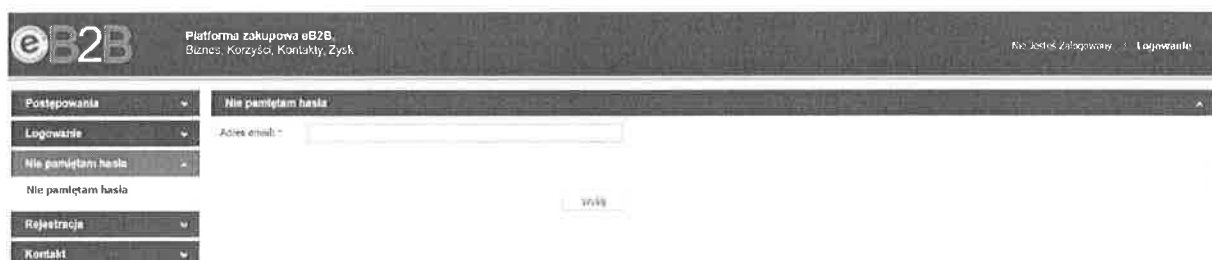 eB2B
Platforma zakupowa eB2B.
Biznes, Korzyści, Kontakty, Zysk
Nie Jesteś Zalogowany Logowanie
Postępowania
Nie pamiętam hasła
Logowanie
Adres email: *
Nie pamiętam hasła
Nie pamiętam hasła
Wyślij
Rejestracja
Kontakt